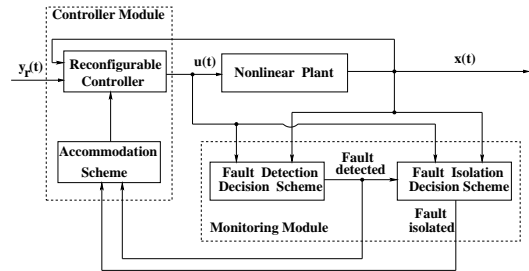 Controller Module
y_r(t)
Reconfigurable
Controller
u(t)
Nonlinear Plant
x(t)
Accommodation
Scheme
Fault Detection
Decision Scheme
Fault
detected
Fault Isolation
Decision Scheme
Monitoring Module
Fault
isolated